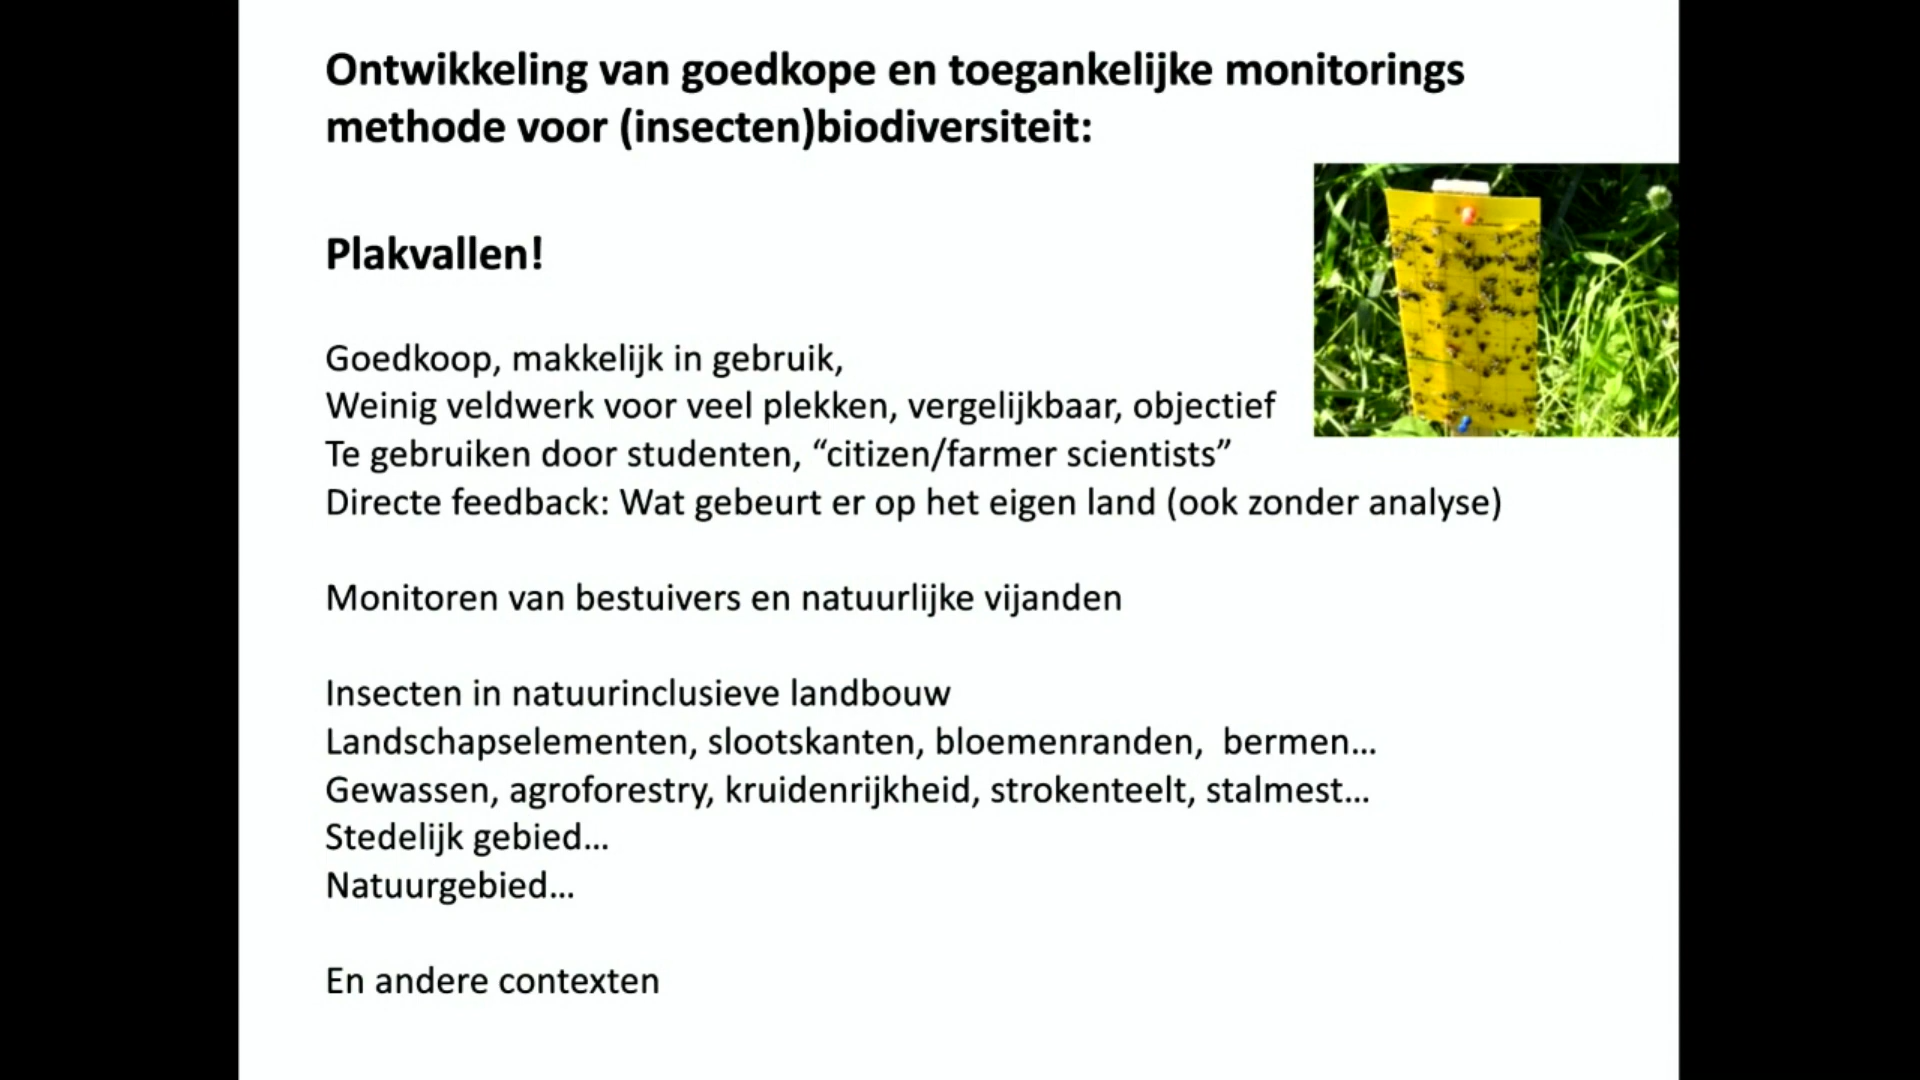 Ontwikkeling van goedkope en toegankelijke monitorings
methode voor (insecten)biodiversiteit:
Plakvallen!
Goedkoop, makkelijk in gebruik,
Weinig veldwerk voor veel plekken, vergelijkbaar, objectief
Te gebruiken door studenten, “citizen/farmer scientists”
Directe feedback: Wat gebeurt er op het eigen land (ook zonder analyse)
Monitoren van bestuivers en natuurlijke vijanden
Insecten in natuurinclusieve landbouw
Landschapselementen, slootskanten, bloemenranden,  bermen...
Gewassen, agroforestry, kruidenrijkheid, strokenteelt, stalmest...
Stedelijk gebied...
Natuurgebied...
En andere contexten